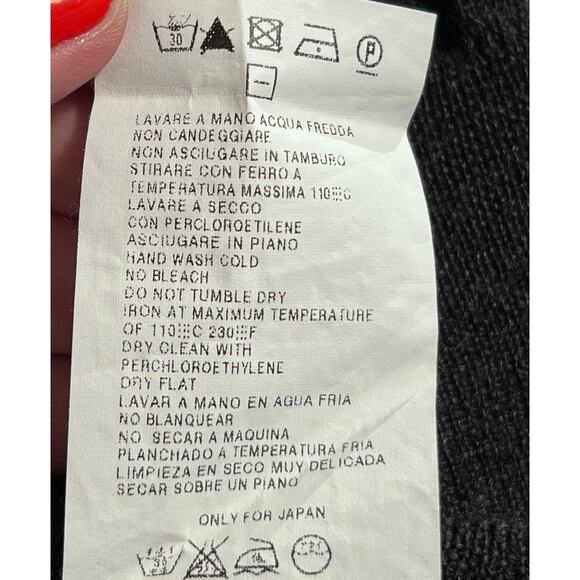 30
P
LAVARE A MANO ACQUA FREDDA
NON CANDEGGIARE
NON ASCIUGARE IN TAMBURO
STIRARE CON FERRO A
TEMPERATURA MASSIMA 110░C
LAVARE A SECCO
CON PERCLOROETILENE
ASCIUGARE IN PIANO
HAND WASH COLD
NO BLEACH
DO NOT TUMBLE DRY
IRON AT MAXIMUM TEMPERATURE
OF 110░C 230░F
DRY CLEAN WITH
PERCHLOROETHYLENE
DRY FLAT
LAVAR A MANO EN AGUA FRIA
NO BLANQUEAR
NO SECAR A MAQUINA
PLANCHADO A TEMPERATURA FRIA
LIMPIEZA EN SECO MUY DELICADA
SECAR SOBRE UN PIANO
ONLY FOR JAPAN